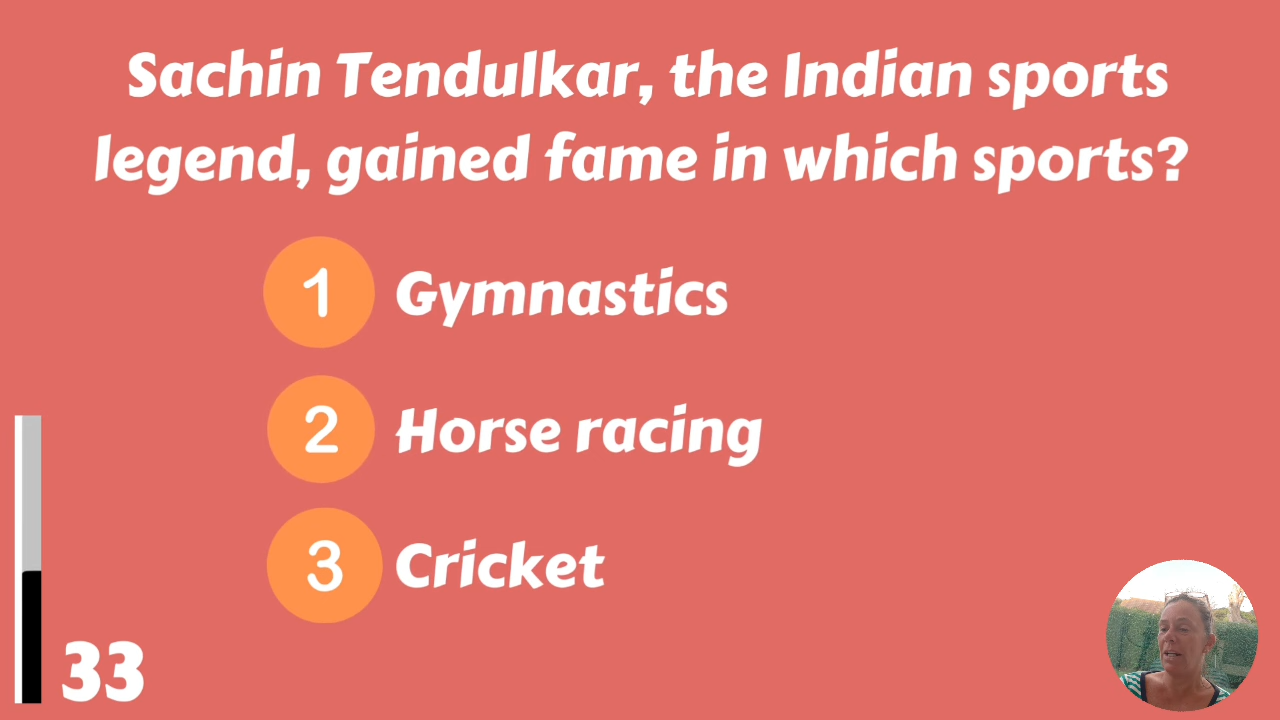 Sachin Tendulkar, the Indian sports
legend, gained fame in which sports?
1 Gymnastics
2 Horse racing
3 Cricket
33